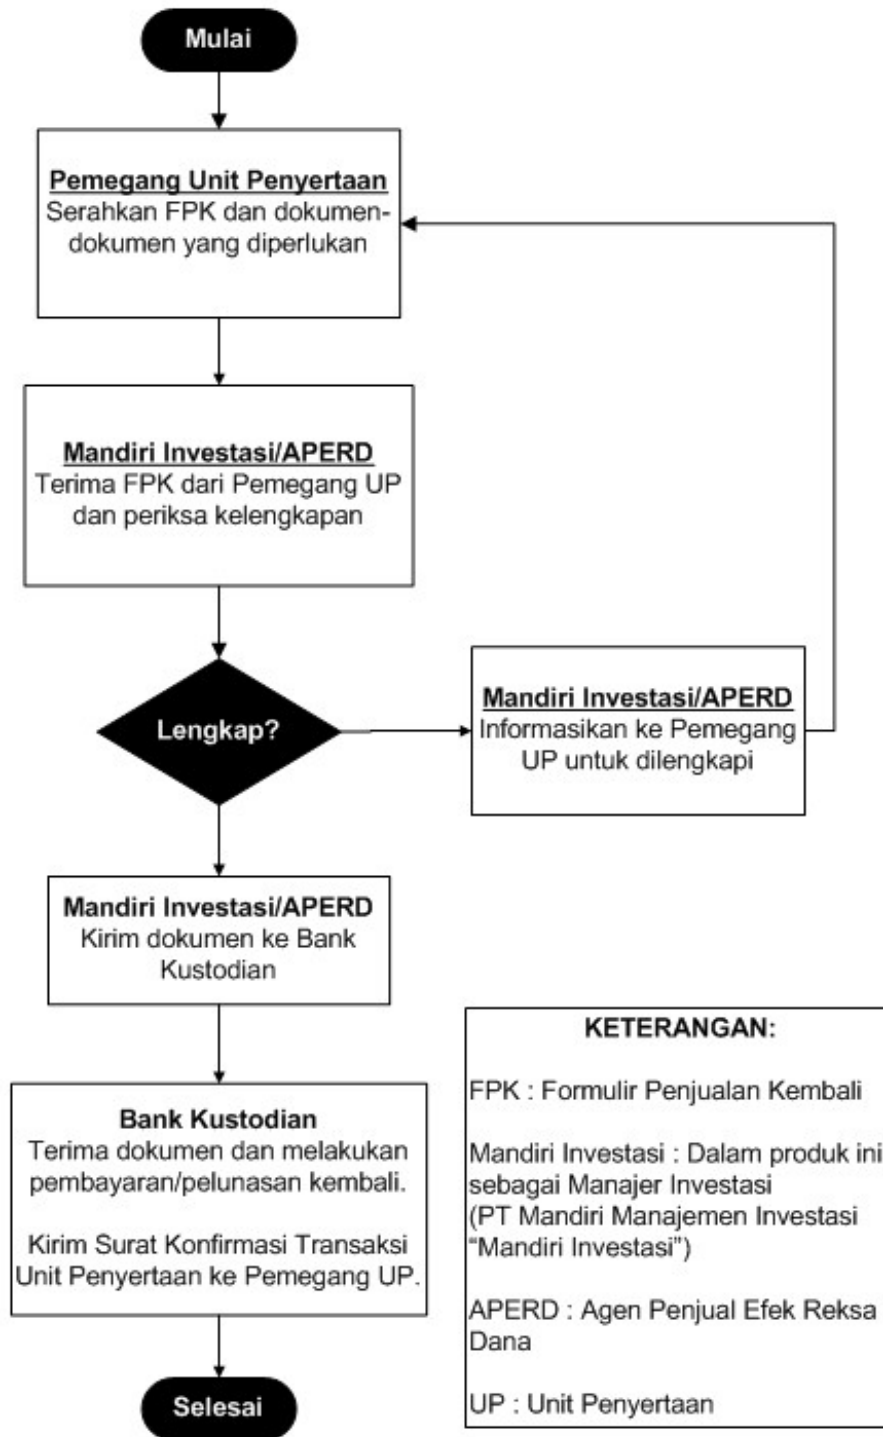 Mulai
Pemegang Unit Penyertaan
Serahkan FPK dan dokumen-
dokumen yang diperlukan
Mandiri Investasi/APERD
Terima FPK dari Pemegang UP
dan periksa kelengkapan
Lengkap?
Mandiri Investasi/APERD
Informasikan ke Pemegang
UP untuk dilengkapi
Mandiri Investasi/APERD
Kirim dokumen ke Bank
Kustodian
Bank Kustodian
Terima dokumen dan melakukan
pembayaran/pelunasan kembali.
Kirim Surat Konfirmasi Transaksi
Unit Penyertaan ke Pemegang UP.
Selesai
KETERANGAN:
FPK : Formulir Penjualan Kembali
Mandiri Investasi : Dalam produk ini
sebagai Manajer Investasi
(PT Mandiri Manajemen Investasi
“Mandiri Investasi”)
APERD : Agen Penjual Efek Reksa
Dana
UP : Unit Penyertaan